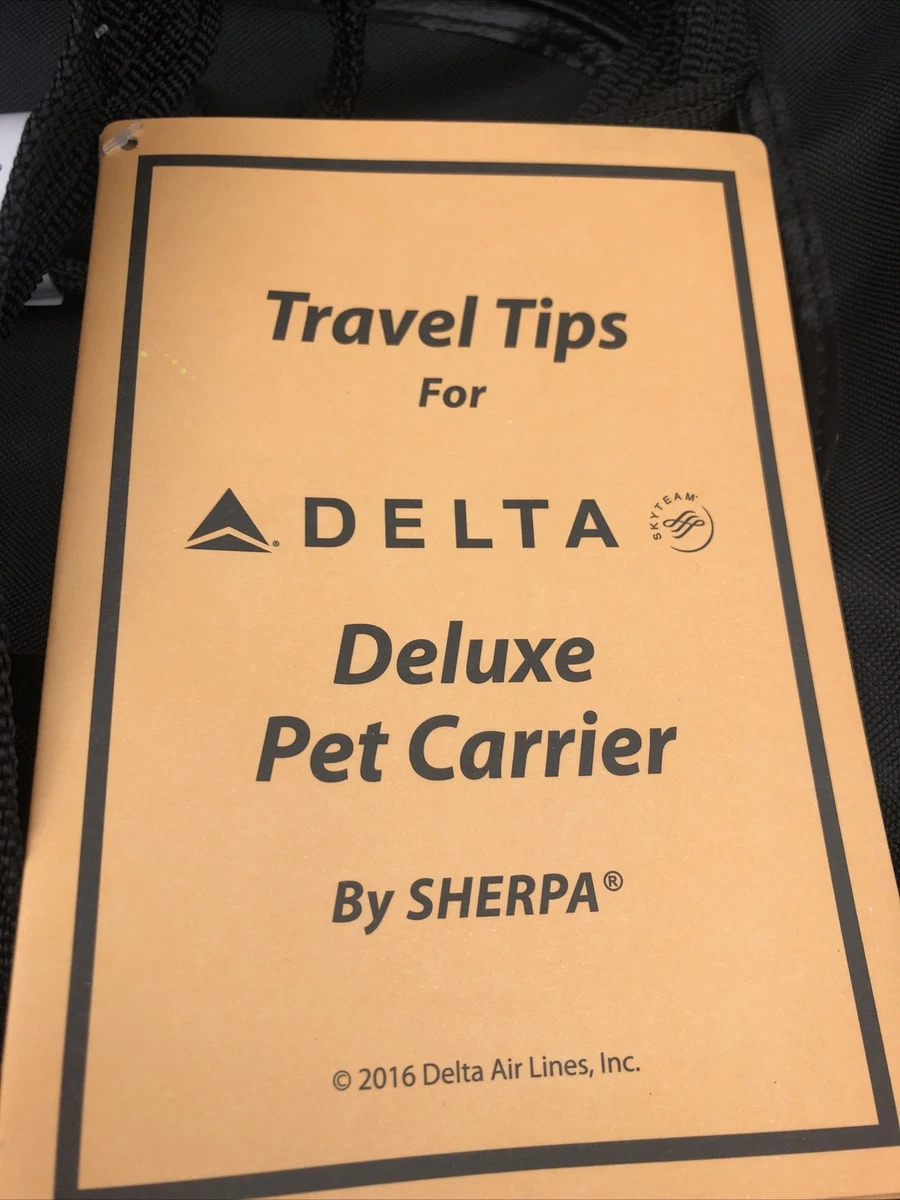 Travel Tips
For
DELTA
SKYTEAM
Deluxe
Pet Carrier
By SHERPA®
© 2016 Delta Air Lines, Inc.